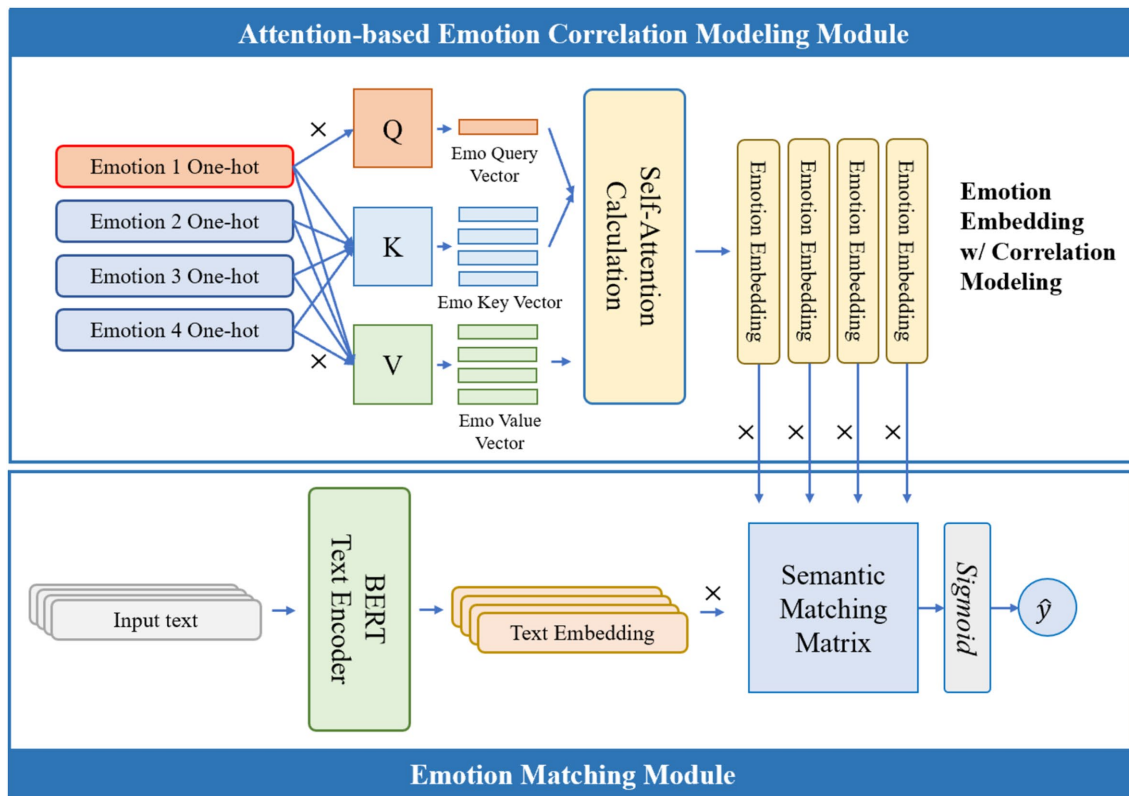 Attention-based Emotion Correlation Modeling Module
Emotion 1 One-hot
Emotion 2 One-hot
Emotion 3 One-hot
Emotion 4 One-hot
×
×
Q
K
V
Emo Query
Vector
Emo Key Vector
Emo Value
Vector
Self-Attention
Calculation
Emotion Embedding
Emotion Embedding
Emotion Embedding
Emotion Embedding
Emotion
Embedding
w/ Correlation
Modeling
×
×
×
×
Input text
BERT
Text Encoder
Text Embedding
×
Semantic
Matching
Matrix
Sigmoid
ŷ
Emotion Matching Module